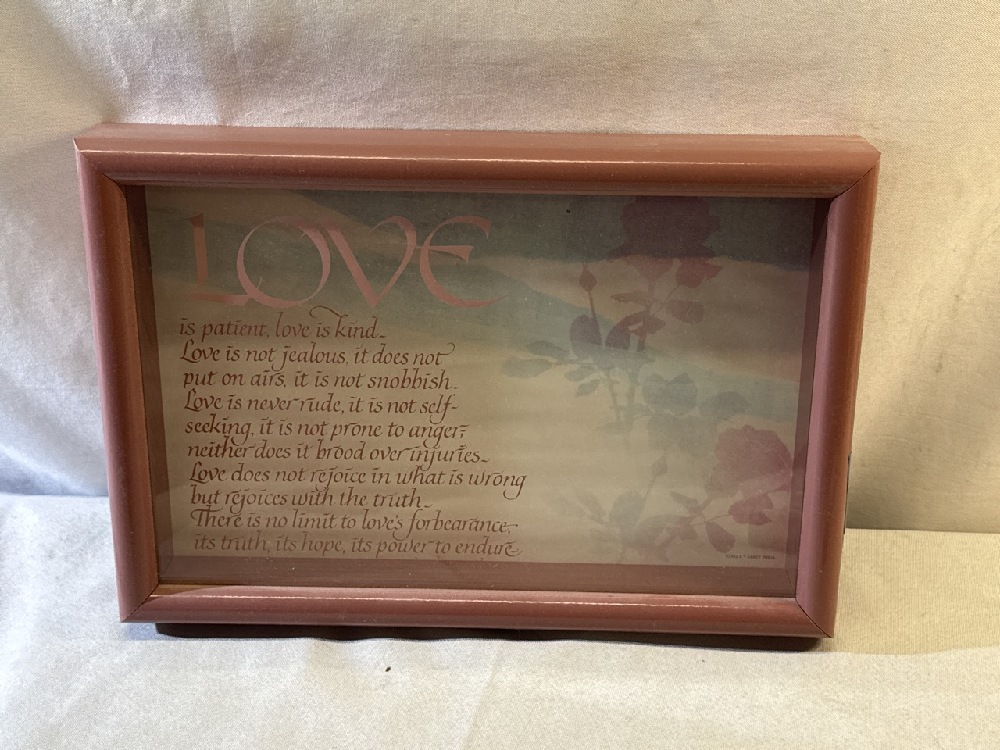 LOVE
is patient, love is kind.
Love is not jealous, it does not
put on airs, it is not snobbish.
Love is never rude, it is not self-
seeking, it is not prone to anger;
neither does it brood over injuries.
Love does not rejoice in what is wrong
but rejoices with the truth.
There is no limit to love's forbearance,
its truth, its hope, its power to endure.